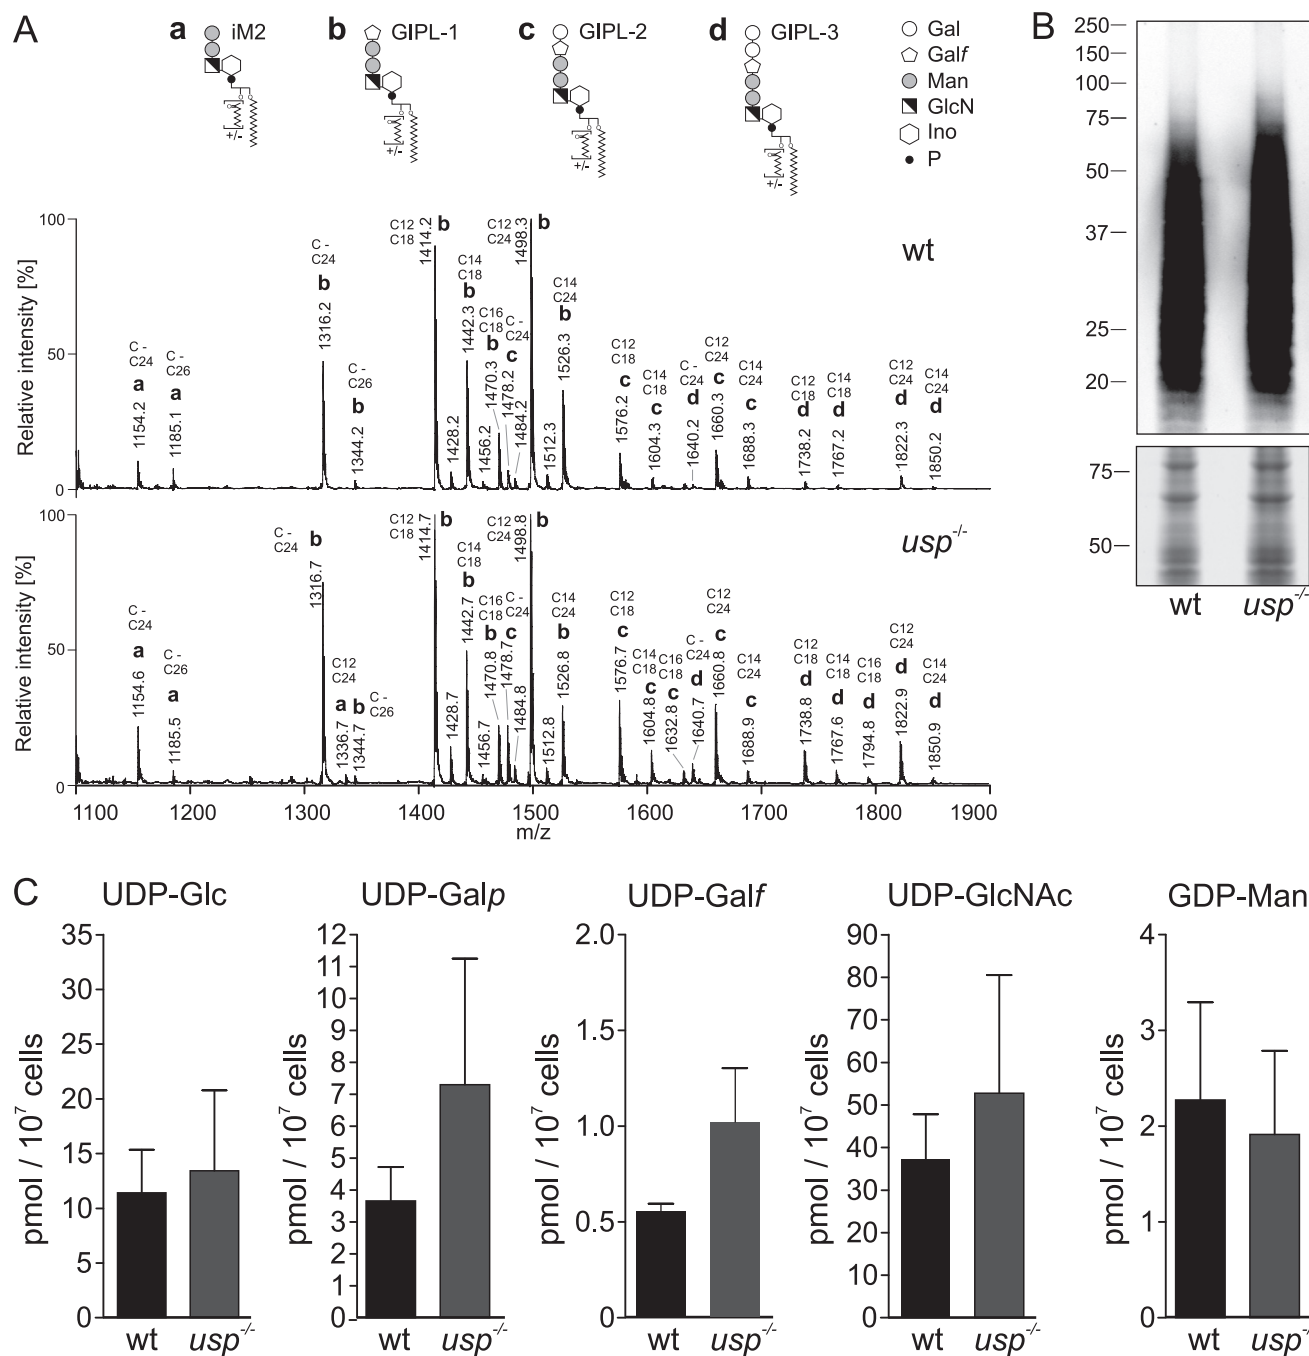 A
a iM2
b GIPL-1
c GIPL-2
d GIPL-3
Gal
Galf
Man
GlcN
Ino
P
+/-
+/-
+/-
+/-
Relative intensity [%]
100
50
0
wt
C -
C24
a
1154.2
C -
C26
a
1185.1
C -
C24
b
1316.2
C -
C26
b
1344.2
C12
C18
b
1414.2
1428.2
C14
C18
b
1442.3
1456.2
C16
C18
b
1470.3
C -
C24
c
1478.2
1484.2
C12
C24
b
1498.3
1512.3
C14
C24
b
1526.3
C12
C18
c
1576.2
C14
C18
c
1604.3
C -
C24
d
1640.2
C12
C24
c
1660.3
C14
C24
c
1688.3
C12
C18
d
1738.2
C14
C18
d
1767.2
C12
C24
d
1822.3
C14
C24
d
1850.2
Relative intensity [%]
100
50
0
usp-/-
C -
C24
a
1154.6
C -
C26
a
1185.5
C -
C24
b
1316.7
C12
C24
a
1336.7
b
C -
C26
1344.7
C12
C18
b
1414.7
1428.7
C14
C18
b
1442.7
1456.7
C16
C18
b
1470.8
C -
C24
c
1478.7
1484.8
C12
C24
b
1498.8
1512.8
C14
C24
b
1526.8
C12
C18
c
1576.7
C14
C18
c
1604.8
C16
C18
c
1632.8
C -
C24
d
1640.7
C12
C24
c
1660.8
C14
C24
c
1688.9
C12
C18
d
1738.8
C14
C18
d
1767.6
C16
C18
d
1794.8
C12
C24
d
1822.9
C14
C24
d
1850.9
1100 1200 1300 1400 1500 1600 1700 1800 1900
m/z
B
250
150
100
75
50
37
25
20
75
50
wt usp-/-
C
UDP-Glc
pmol / 10⁷ cells
35
30
25
20
15
10
5
0
wt usp-/-
UDP-Galp
pmol / 10⁷ cells
12
11
10
9
8
7
6
5
4
3
2
1
0
wt usp-/-
UDP-Galf
pmol / 10⁷ cells
2.0
1.5
1.0
0.5
0
wt usp-/-
UDP-GlcNAc
pmol / 10⁷ cells
90
80
70
60
50
40
30
20
10
0
wt usp-/-
GDP-Man
pmol / 10⁷ cells
4
3
2
1
0
wt usp-/-